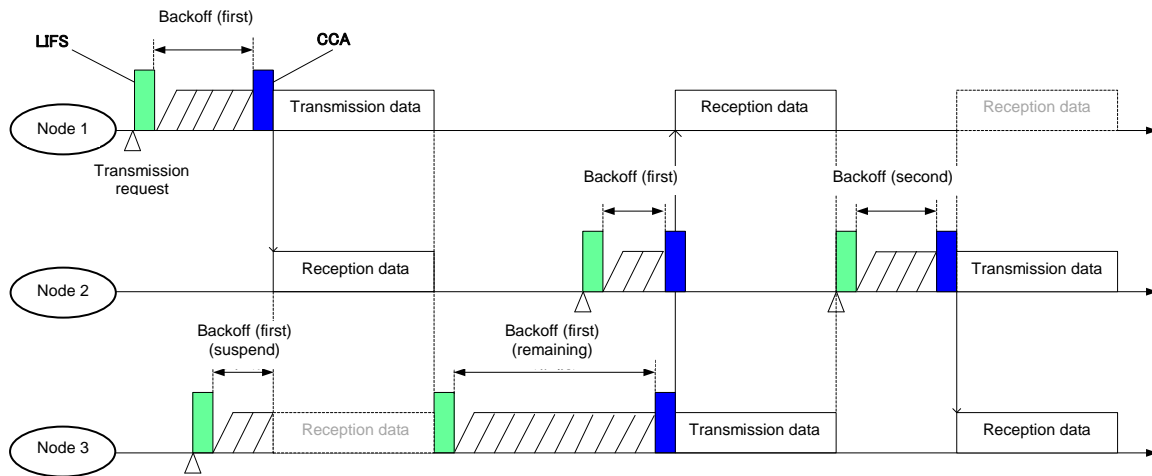 Backoff (first)
LIFS
CCA
Node 1
Transmission data
Reception data
Reception data
Transmission
request
Backoff (first)
Backoff (second)
Node 2
Reception data
Transmission data
Backoff (first)
(suspend)
Backoff (first)
(remaining)
Node 3
Reception data
Transmission data
Reception data